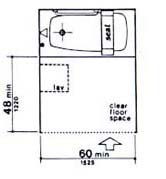 seat
lav
clear
floor
space
48 min
1220
60 min
1525